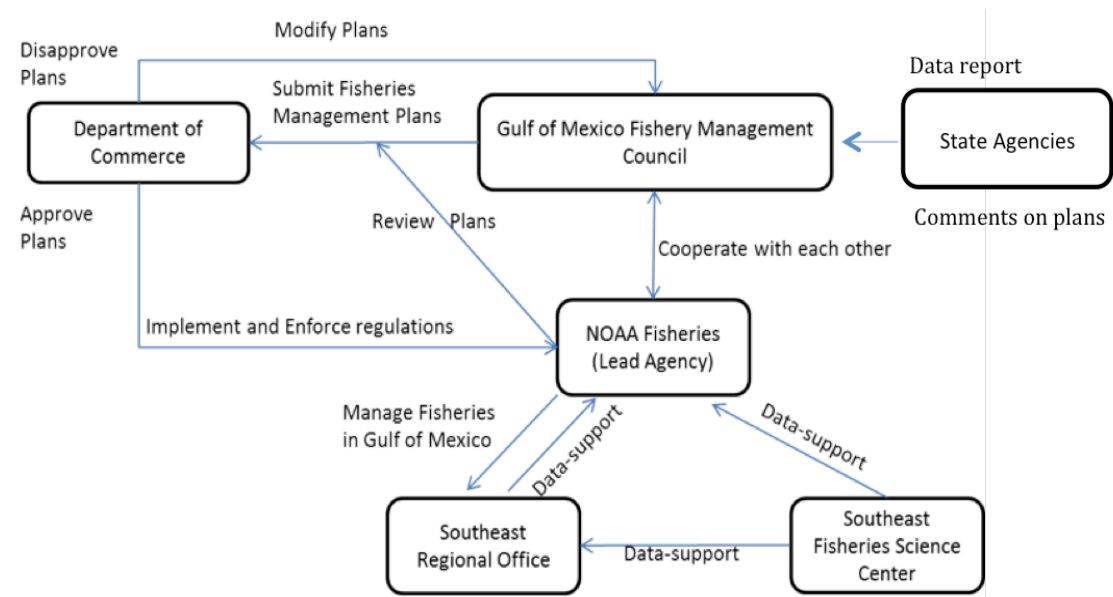 Modify Plans
Disapprove
Plans
Data report
Submit Fisheries
Management Plans
Department of
Commerce
Gulf of Mexico Fishery Management
Council
State Agencies
Approve
Plans
Review Plans
Comments on plans
Cooperate with each other
Implement and Enforce regulations
NOAA Fisheries
(Lead Agency)
Manage Fisheries
in Gulf of Mexico
Data-support
Data-support
Southeast
Regional Office
Data-support
Southeast
Fisheries Science
Center